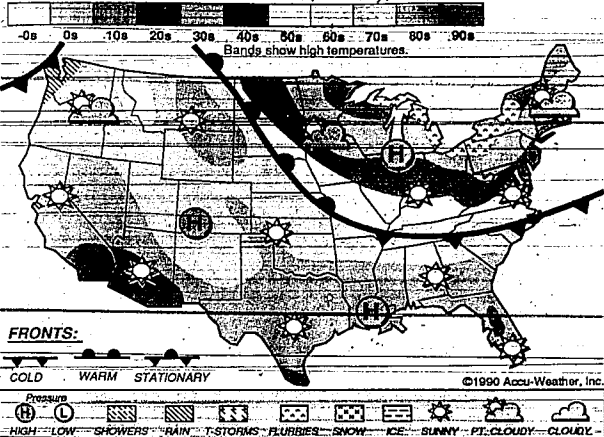 -0s 0s 10s 20s 30s 40s 50s 60s 70s 80s 90s
Bands show high temperatures.
H
H
H
FRONTS:
COLD WARM STATIONARY
©1990 Accu-Weather, Inc.
Pressure
H L
HIGH LOW SHOWERS RAIN T-STORMS FLURRIES SNOW ICE SUNNY PT. CLOUDY CLOUDY